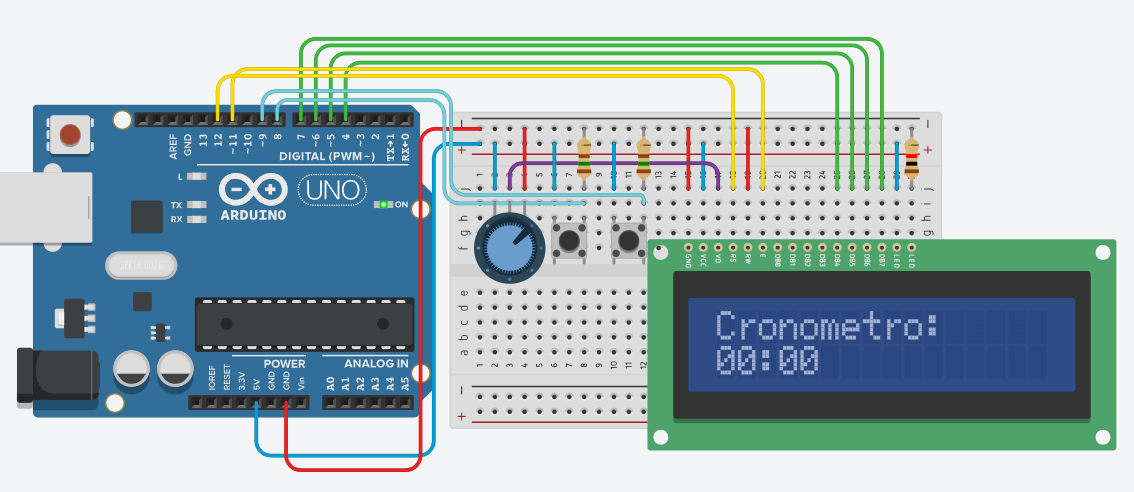 AREF
GND
13
12
~11
~10
~9
8
7
~6
~5
4
~3
2
TX→1
RX←0
DIGITAL (PWM~)
L
TX
RX
ARDUINO
UNO
ON
IOREF
RESET
3.3V
5V
GND
GND
Vin
POWER
ANALOG IN
A0
A1
A2
A3
A4
A5
GND
VCC
VO
RS
RW
E
DB0
DB1
DB2
DB3
DB4
DB5
DB6
DB7
LED
LED
Cronometro:
00:00